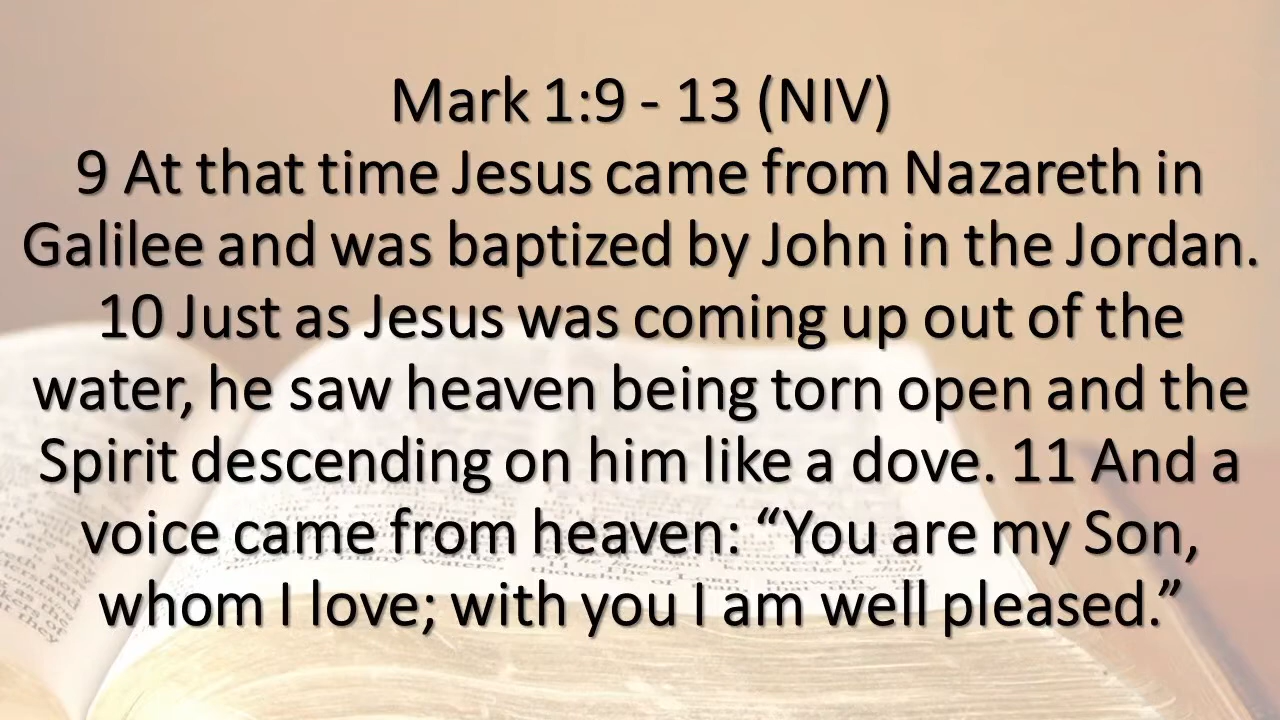 Mark 1:9 - 13 (NIV)
9 At that time Jesus came from Nazareth in
Galilee and was baptized by John in the Jordan.
10 Just as Jesus was coming up out of the
water, he saw heaven being torn open and the
Spirit descending on him like a dove. 11 And a
voice came from heaven: “You are my Son,
whom I love; with you I am well pleased.”